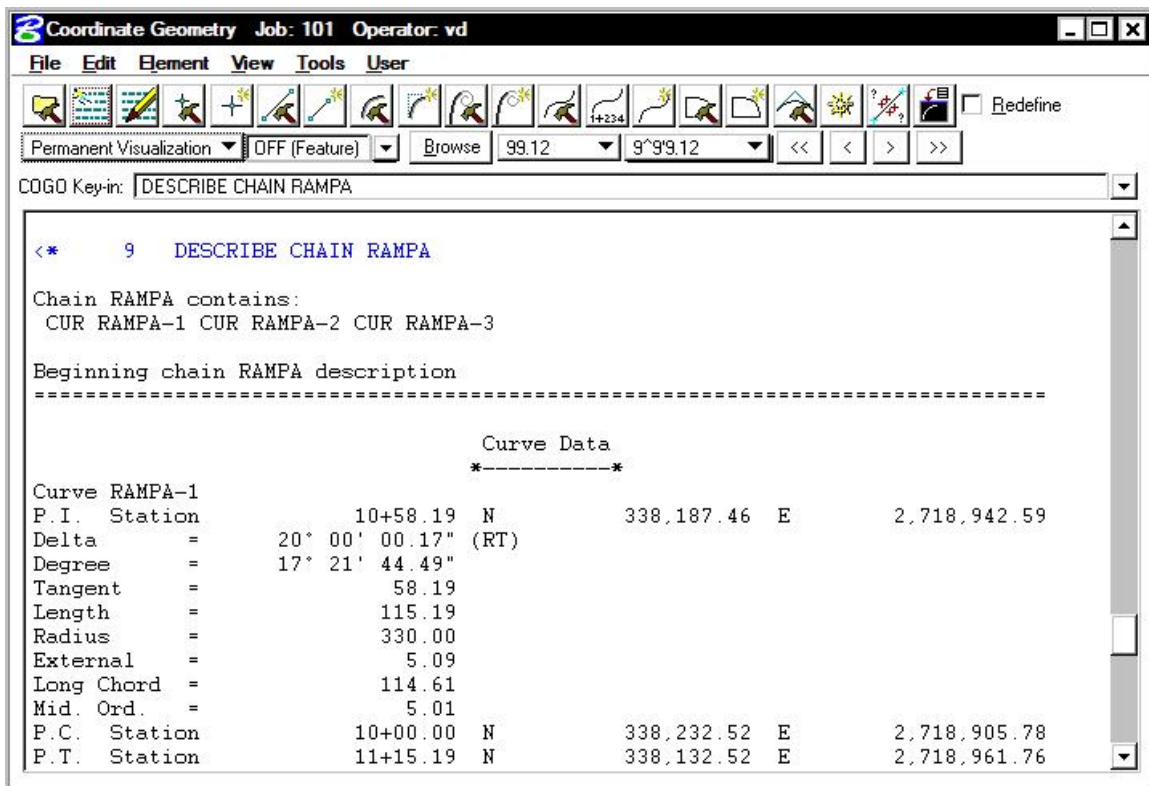 Coordinate Geometry Job: 101 Operator: vd
File Edit Element View Tools User
1+234 Redefine
Permanent Visualization OFF (Feature) Browse 99.12 9^9'9.12 << < > >>
COGO Key-in: DESCRIBE CHAIN RAMPA
<* 9 DESCRIBE CHAIN RAMPA
Chain RAMPA contains:
CUR RAMPA-1 CUR RAMPA-2 CUR RAMPA-3
Beginning chain RAMPA description
===============================================================================
Curve Data
*----------*
Curve RAMPA-1
P.I. Station 10+58.19 N 338,187.46 E 2,718,942.59
Delta = 20° 00' 00.17" (RT)
Degree = 17° 21' 44.49"
Tangent = 58.19
Length = 115.19
Radius = 330.00
External = 5.09
Long Chord = 114.61
Mid. Ord. = 5.01
P.C. Station 10+00.00 N 338,232.52 E 2,718,905.78
P.T. Station 11+15.19 N 338,132.52 E 2,718,961.76